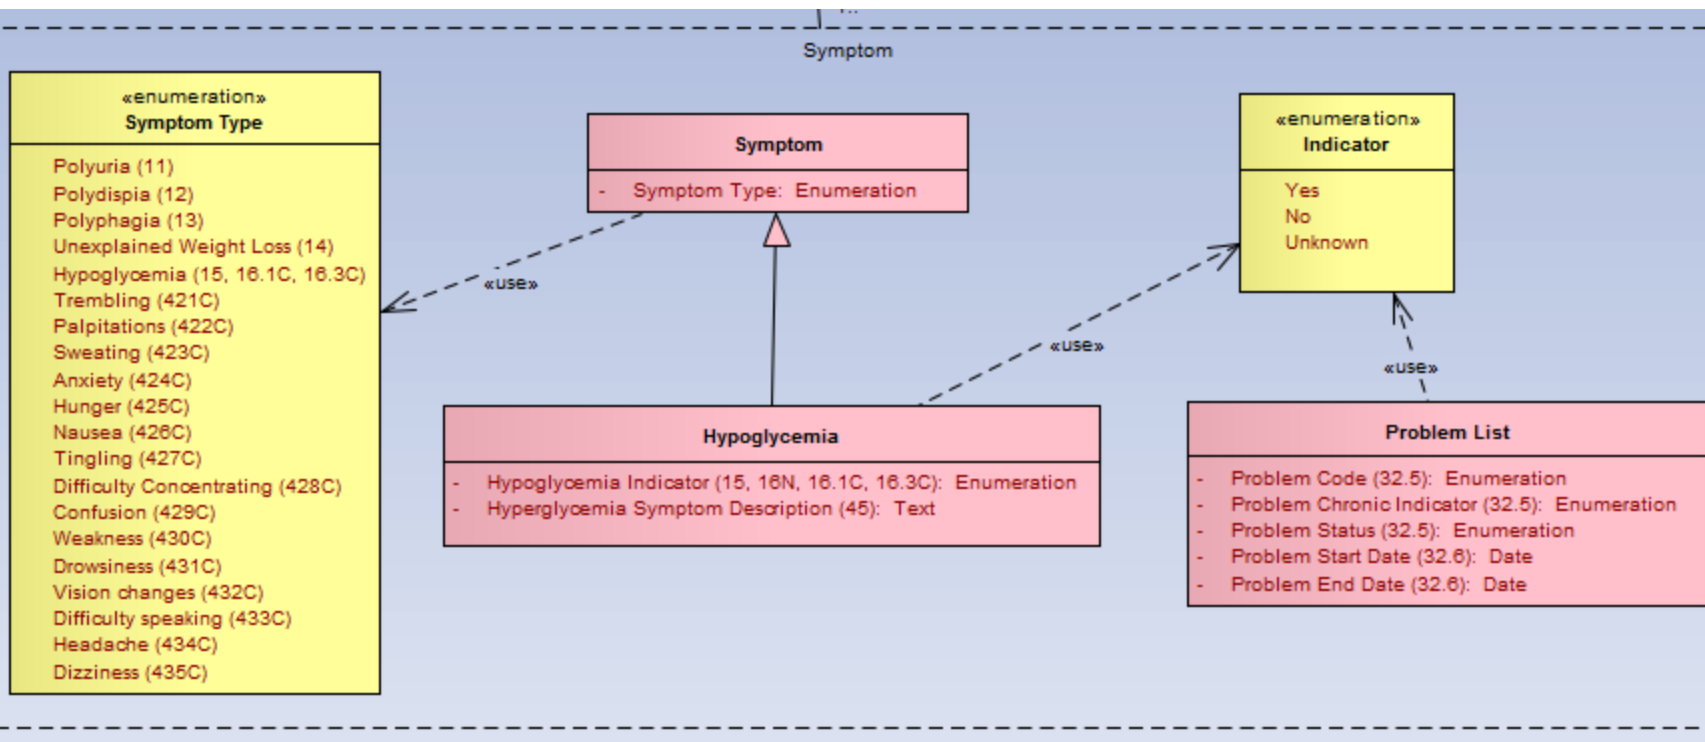 Symptom
«enumeration»
Symptom Type
Polyuria (11)
Polydispia (12)
Polyphagia (13)
Unexplained Weight Loss (14)
Hypoglycemia (15, 16.1C, 16.3C)
Trembling (421C)
Palpitations (422C)
Sweating (423C)
Anxiety (424C)
Hunger (425C)
Nausea (426C)
Tingling (427C)
Difficulty Concentrating (428C)
Confusion (429C)
Weakness (430C)
Drowsiness (431C)
Vision changes (432C)
Difficulty speaking (433C)
Headache (434C)
Dizziness (435C)
«use»
Symptom
- Symptom Type: Enumeration
«enumeration»
Indicator
Yes
No
Unknown
«use»
«use»
Hypoglycemia
- Hypoglycemia Indicator (15, 16N, 16.1C, 16.3C): Enumeration
- Hyperglycemia Symptom Description (45): Text
Problem List
- Problem Code (32.5): Enumeration
- Problem Chronic Indicator (32.5): Enumeration
- Problem Status (32.5): Enumeration
- Problem Start Date (32.6): Date
- Problem End Date (32.6): Date